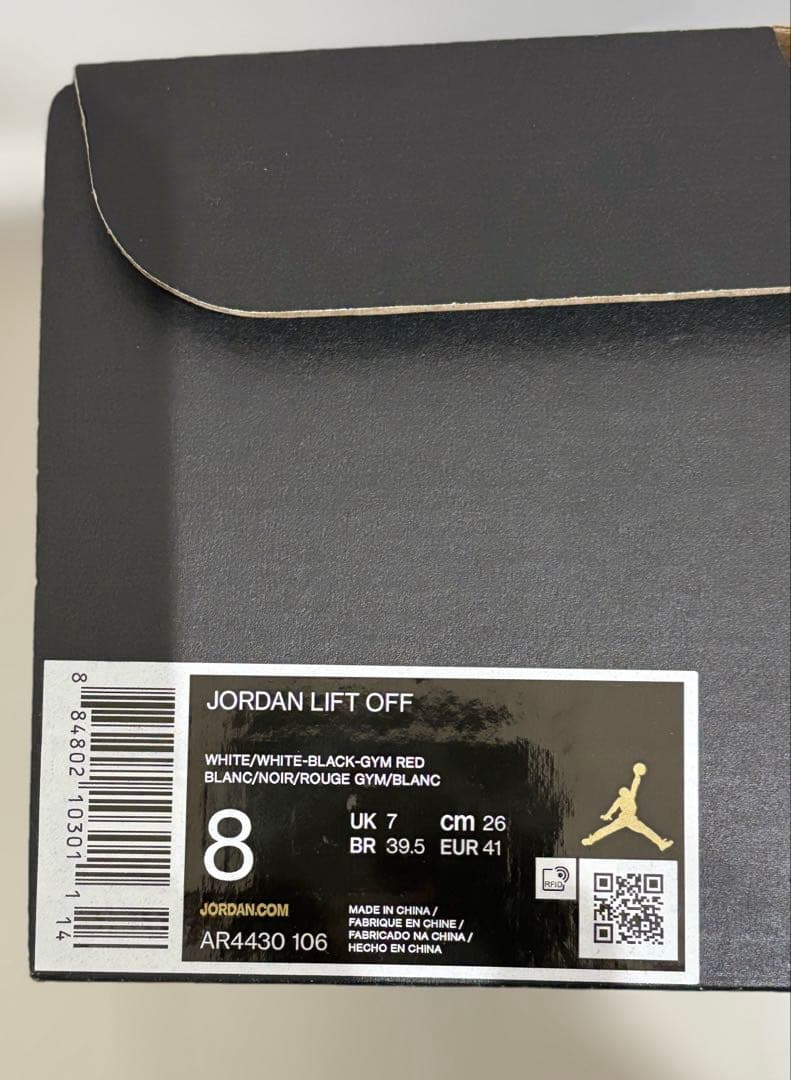 8 84802 10301 1 14
JORDAN LIFT OFF
WHITE/WHITE-BLACK-GYM RED
BLANC/NOIR/ROUGE GYM/BLANC
8
UK 7 cm 26
BR 39.5 EUR 41
RFID
JORDAN.COM
AR4430 106
MADE IN CHINA /
FABRIQUE EN CHINE /
FABRICADO NA CHINA /
HECHO EN CHINA